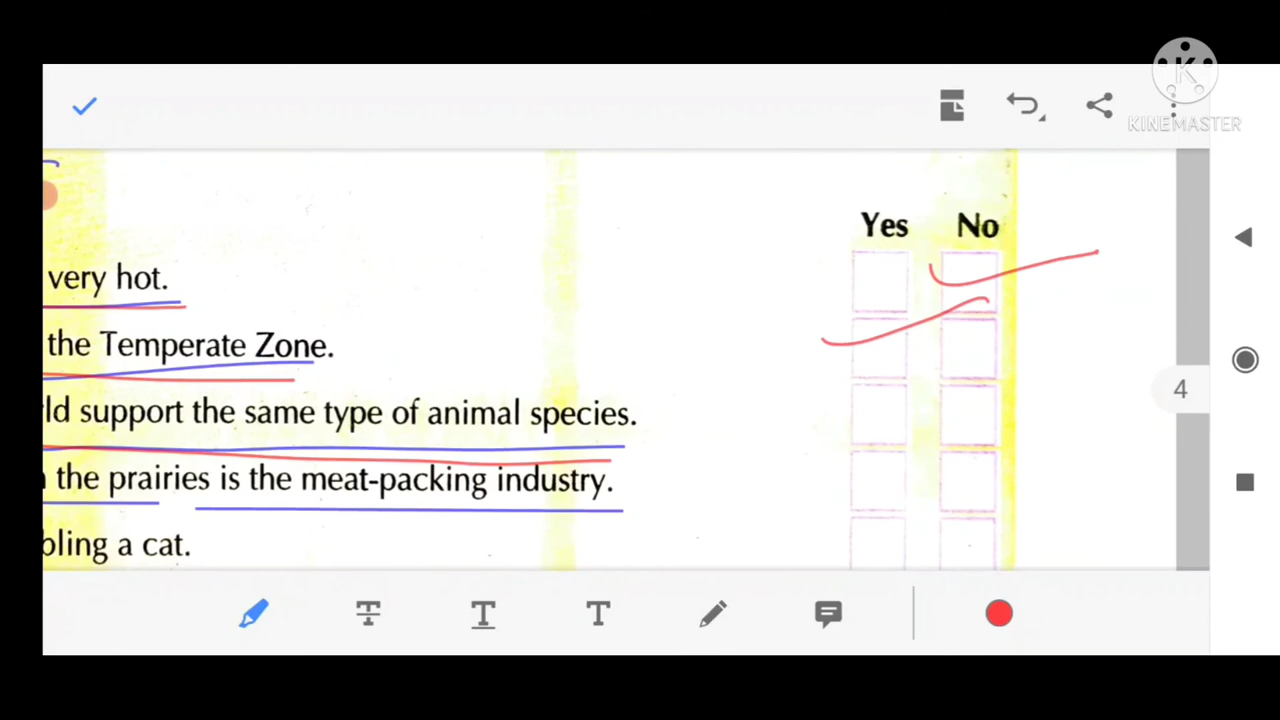 KINEMASTER
Yes No
very hot.
the Temperate Zone.
ld support the same type of animal species.
the prairies is the meat-packing industry.
4
bling a cat.